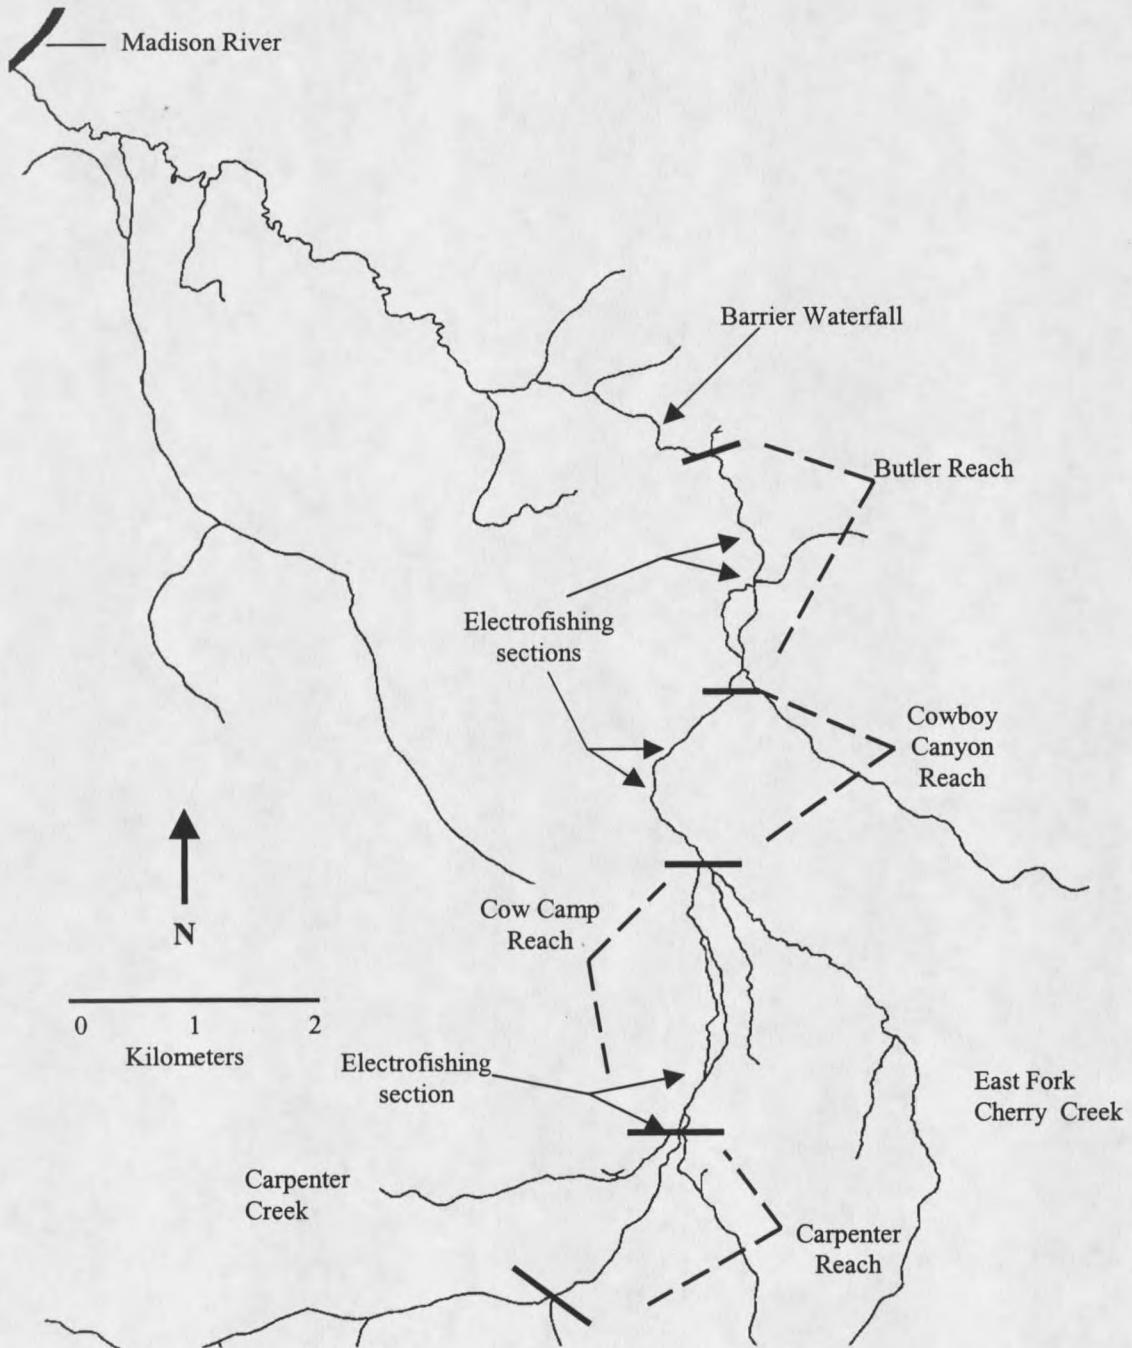 Madison River
Barrier Waterfall
Butler Reach
Electrofishing
sections
Cowboy
Canyon
Reach
N
Cow Camp
Reach
0 1 2
Kilometers
Electrofishing
section
East Fork
Cherry Creek
Carpenter
Creek
Carpenter
Reach